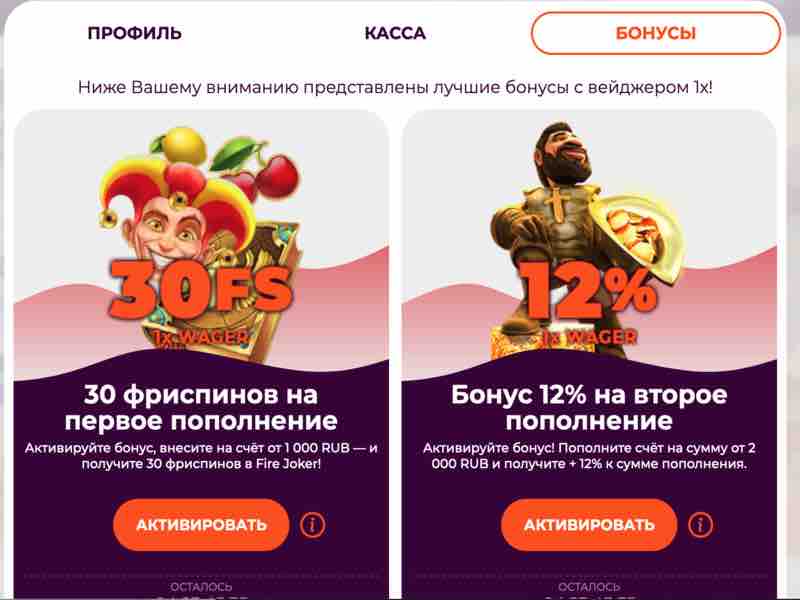 ПРОФИЛЬ
КАССА
БОНУСЫ
Ниже Вашему вниманию представлены лучшие бонусы с вейджером 1x!
30FS
1x WAGER
30 фриспинов на
первое пополнение
Активируйте бонус, внесите на счёт от 1 000 RUB — и
получите 30 фриспинов в Fire Joker!
АКТИВИРОВАТЬ
i
ОСТАЛОСЬ
12%
1x WAGER
Бонус 12% на второе
пополнение
Активируйте бонус! Пополните счёт на сумму от 2
000 RUB и получите + 12% к сумме пополнения.
АКТИВИРОВАТЬ
i
ОСТАЛОСЬ